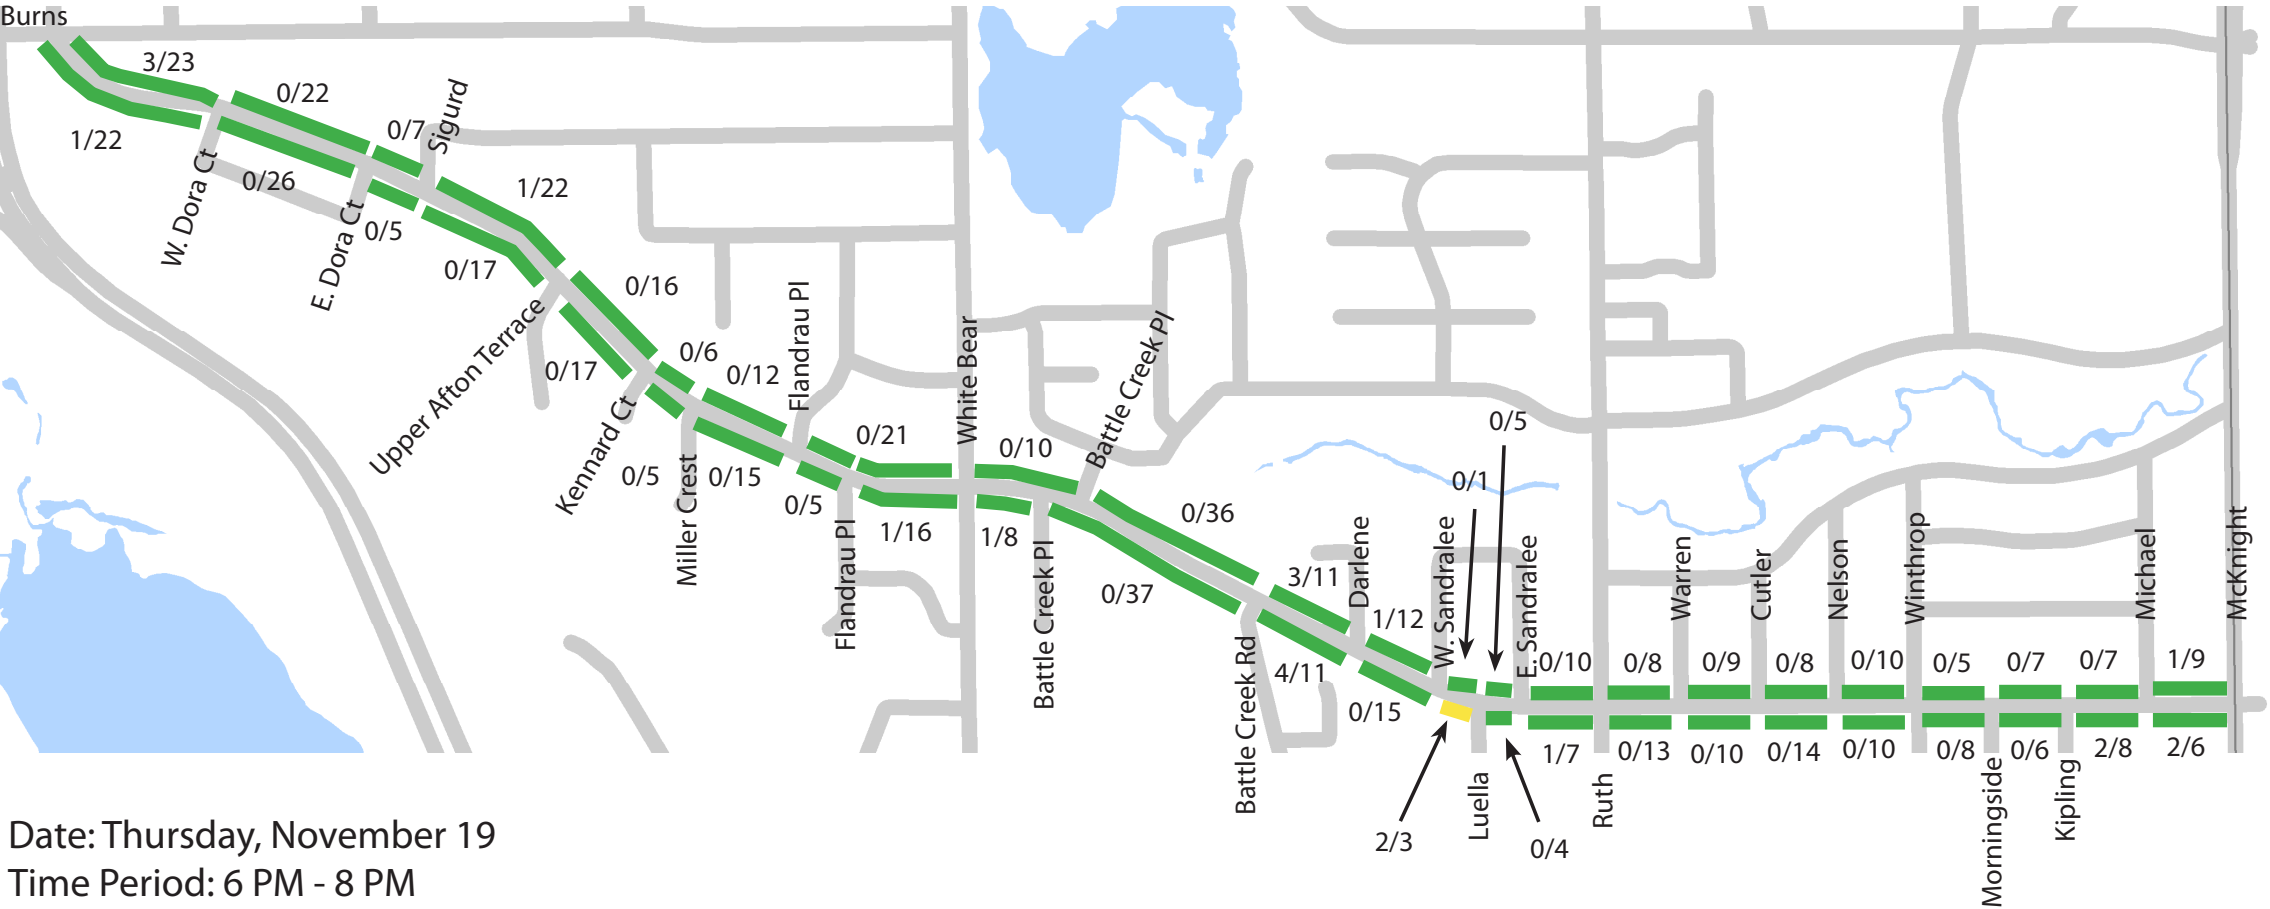 Burns
3/23
0/22
0/7
Sigurd
1/22
1/22
W. Dora Ct
0/26
E. Dora Ct
0/5
0/17
0/16
Upper Afton Terrace
0/17
0/6
0/12
Flandrau Pl
Kennard Ct
0/5
Miller Crest
0/15
0/5
0/21
White Bear
Flandrau Pl
1/16
1/8
0/10
Battle Creek Pl
Battle Creek Pl
0/36
0/37
3/11
Darlene
1/12
W. Sandralee
0/1
0/5
E. Sandralee
Battle Creek Rd
4/11
0/15
2/3
Luella
0/4
0/10
1/7
Ruth
0/8
0/13
Warren
0/9
0/10
Cutler
0/8
0/14
Nelson
0/10
0/10
Winthrop
0/5
0/8
Morningside
0/7
0/6
Kipling
0/7
2/8
Michael
1/9
2/6
McKnight
Date: Thursday, November 19
Time Period: 6 PM - 8 PM